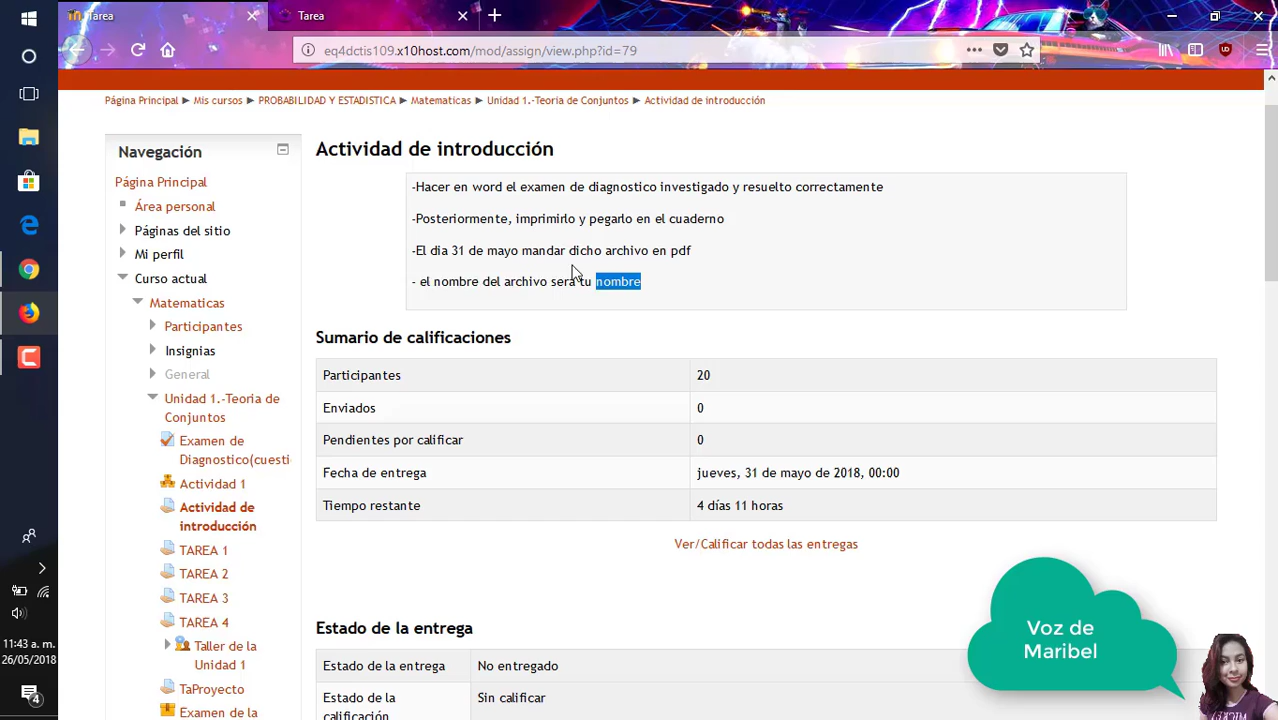 Tarea
Tarea
eq4dctis109.x10host.com/mod/assign/view.php?id=79
Página Principal ► Mis cursos ► PROBABILIDAD Y ESTADISTICA ► Matematicas ► Unidad 1.-Teoria de Conjuntos ► Actividad de introducción
Navegación
Página Principal
Área personal
Páginas del sitio
Mi perfil
Curso actual
Matematicas
Participantes
Insignias
General
Unidad 1.-Teoria de
Conjuntos
Examen de
Diagnostico(cuesti
Actividad 1
Actividad de
introducción
TAREA 1
TAREA 2
TAREA 3
TAREA 4
Taller de la
Unidad 1
TaProyecto
Examen de la
Actividad de introducción
-Hacer en word el examen de diagnostico investigado y resuelto correctamente
-Posteriormente, imprimirlo y pegarlo en el cuaderno
-El dia 31 de mayo mandar dicho archivo en pdf
- el nombre del archivo será tu nombre
Sumario de calificaciones
Participantes 20
Enviados 0
Pendientes por calificar 0
Fecha de entrega jueves, 31 de mayo de 2018, 00:00
Tiempo restante 4 días 11 horas
Ver/Calificar todas las entregas
Estado de la entrega
Estado de la entrega No entregado
Estado de la Sin calificar
calificación
Voz de
Maribel
11:43 a. m.
26/05/2018
4